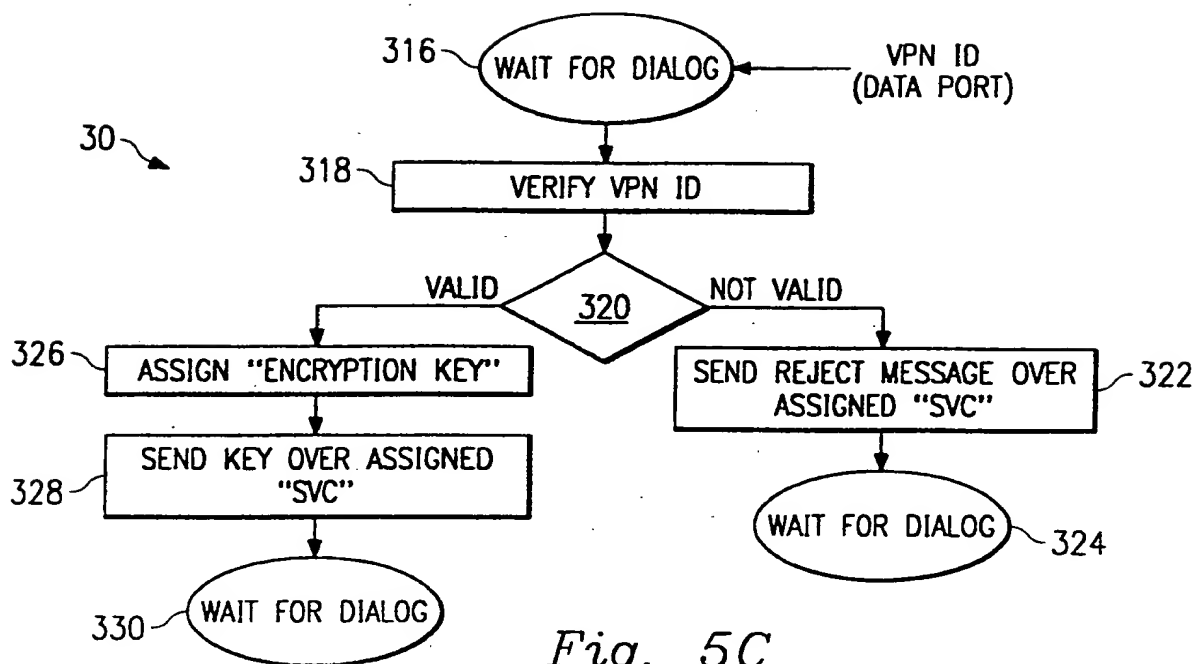 316
WAIT FOR DIALOG
VPN ID
(DATA PORT)
30
318
VERIFY VPN ID
VALID
320
NOT VALID
326
ASSIGN "ENCRYPTION KEY"
SEND REJECT MESSAGE OVER
ASSIGNED "SVC"
322
328
SEND KEY OVER ASSIGNED
"SVC"
WAIT FOR DIALOG
324
330
WAIT FOR DIALOG
Fig. 5C